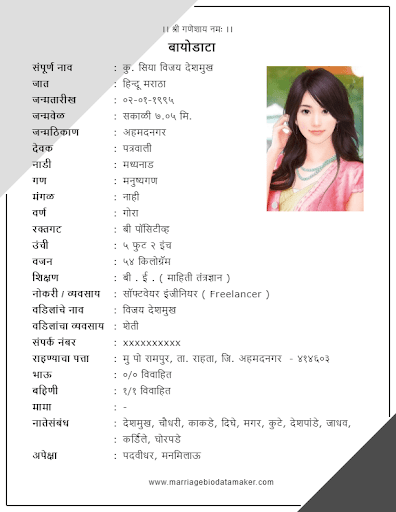 ।। श्री गणेशाय नमः ।।
बायोडाटा
संपूर्ण नाव : कु. सिया विजय देशमुख
जात : हिन्दू मराठा
जन्मतारीख : ०२-०१-१९९५
जन्मवेळ : सकाळी ७.०५ मि.
जन्मठिकाण : अहमदनगर
देवक : पत्रवाली
नाडी : मध्यनाड
गण : मनुष्यगण
मंगळ : नाही
वर्ण : गोरा
रक्तगट : बी पॉसिटीव्ह
उंची : ५ फुट २ इंच
वजन : ५४ किलोग्रॅम
शिक्षण : बी . ई . ( माहिती तंत्रज्ञान )
नोकरी / व्यवसाय : सॉफ्टवेयर इंजीनियर ( Freelancer )
वडिलांचे नाव : विजय देशमुख
वडिलांचा व्यवसाय : शेती
संपर्क नंबर : xxxxxxxxxx
राहण्याचा पत्ता : मु पो रामपुर, ता. राहता, जि. अहमदनगर - ४१४६०३
भाऊ : ०/० विवाहित
बहिणी : १/१ विवाहित
मामा : -
नातेसंबंध : देशमुख, चौधरी, काकडे, दिघे, मगर, कुटे, देशपांडे, जाधव,
: कर्डिले, घोरपडे
अपेक्षा : पदवीधर, मनमिलाऊ
www.marriagebiodatamaker.com